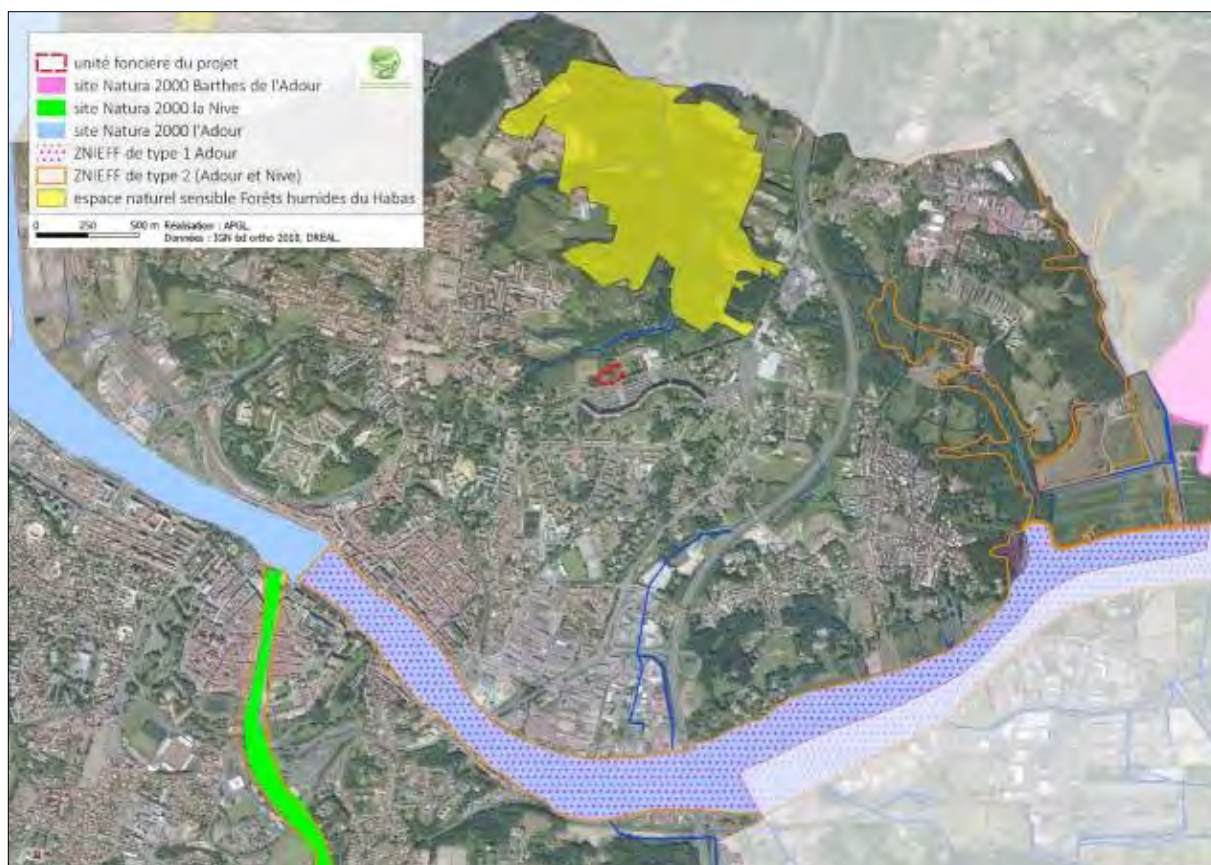 unité foncière du projet
site Natura 2000 Barthes de l'Adour
site Natura 2000 la Nive
site Natura 2000 l'Adour
ZNIEFF de type 1 Adour
ZNIEFF de type 2 (Adour et Nive)
espace naturel sensible Forêts humides du Habas
0 250 500 m Réalisation : APGL.
Données : IGN bd ortho 2018, DREAL.